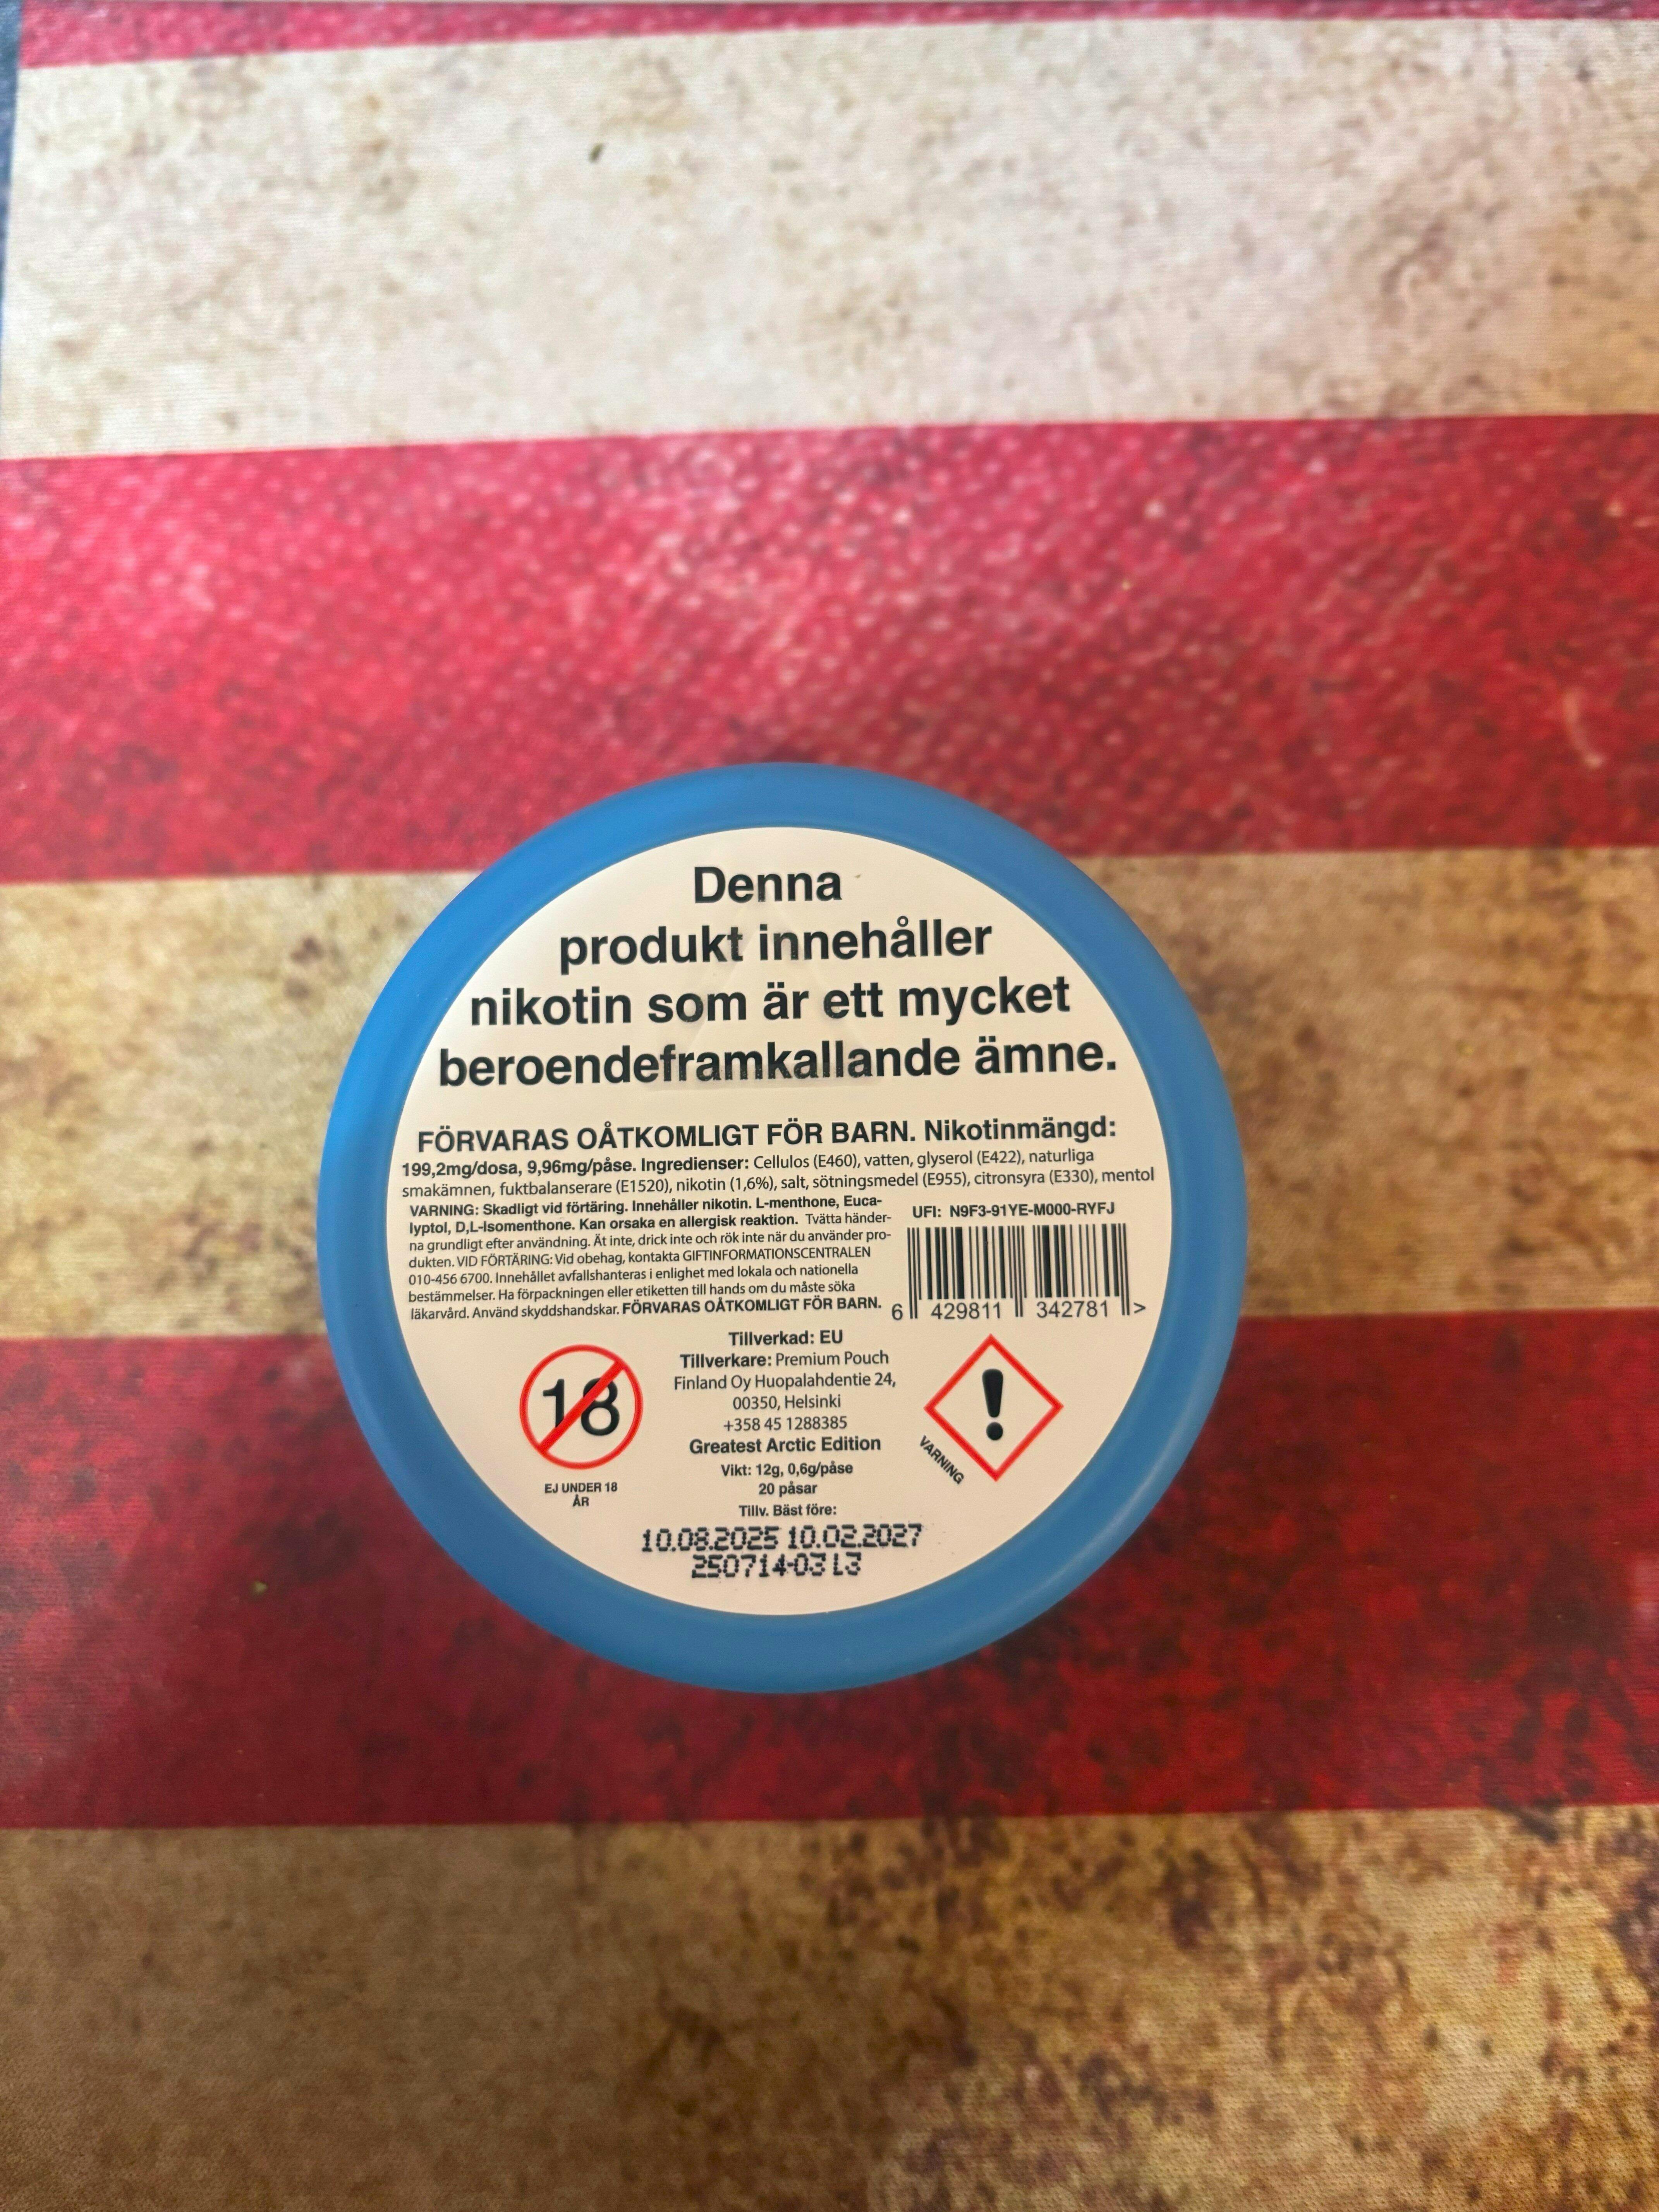 Denna
produkt innehåller
nikotin som är ett mycket
beroendeframkallande ämne.
FÖRVARAS OÅTKOMLIGT FÖR BARN. Nikotinmängd:
199,2mg/dosa, 9,96mg/påse. Ingredienser: Cellulos (E460), vatten, glyserol (E422), naturliga
smakämnen, fuktbalanserare (E1520), nikotin (1,6%), salt, sötningsmedel (E955), citronsyra (E330), mentol
VARNING: Skadligt vid förtäring. Innehåller nikotin. L-menthone, Euca-
lyptol, D,L-Isomenthone. Kan orsaka en allergisk reaktion. Tvätta händer-
na grundligt efter användning. Ät inte, drick inte och rök inte när du använder pro-
dukten. VID FÖRTÄRING: Vid obehag, kontakta GIFTINFORMATIONSCENTRALEN
010-456 6700. Innehållet avfallshanteras i enlighet med lokala och nationella
bestämmelser. Ha förpackningen eller etiketten till hands om du måste söka
läkarvård. Använd skyddshandskar. FÖRVARAS OÅTKOMLIGT FÖR BARN.
UFI: N9F3-91YE-M000-RYFJ
6 429811 342781 >
18
EJ UNDER 18
ÅR
Tillverkad: EU
Tillverkare: Premium Pouch
Finland Oy Huopalahdentie 24,
00350, Helsinki
+358 45 1288385
Greatest Arctic Edition
Vikt: 12g, 0,6g/påse
20 påsar
Tillv. Bäst före:
10.08.2025 10.02.2027
250714-03 L3
!
VARNING